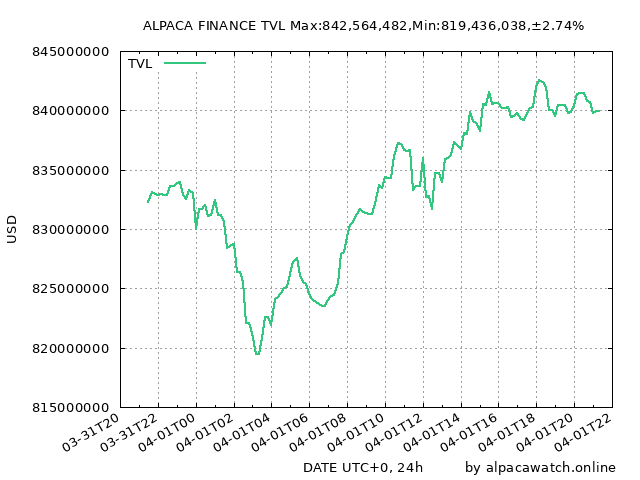 ALPACA FINANCE TVL Max:842,564,482,Min:819,436,038,±2.74%
845000000
TVL
840000000
835000000
830000000
USD
825000000
820000000
815000000
03-31T20 03-31T22 04-01T00 04-01T02 04-01T04 04-01T06 04-01T08 04-01T10 04-01T12 04-01T14 04-01T16 04-01T18 04-01T20 04-01T22
DATE UTC+0, 24h by alpacawatch.online